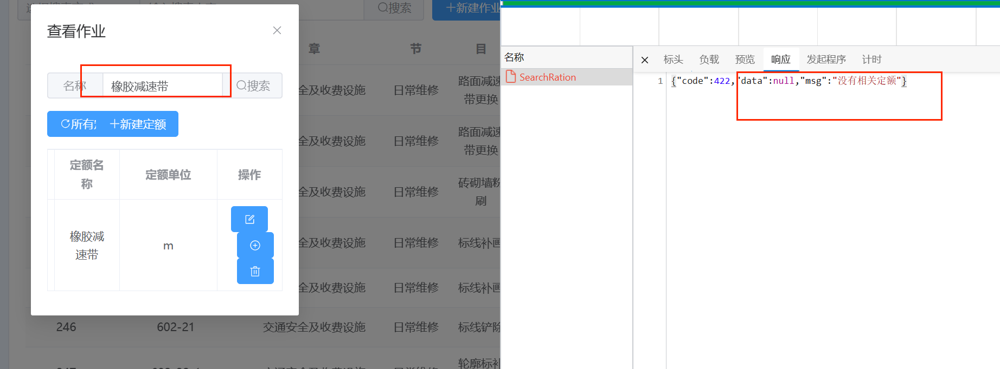 搜索
+新建作业
查看作业
名称
橡胶减速带
搜索
所有
+新建定额
定额名
称
定额单位
操作
橡胶减
速带
m
章
节
目
全及收费设施
日常维修
路面减速
带更换
全及收费设施
日常维修
路面减速
带更换
全及收费设施
日常维修
砖砌墙粉
刷
全及收费设施
日常维修
标线补画
全及收费设施
日常维修
标线补画
246
602-21
交通安全及收费设施
日常维修
标线铲除
轮廓标补
名称
SearchRation
标头
负载
预览
响应
发起程序
计时
1
{"code":422,"data":null,"msg":"没有相关定额"}